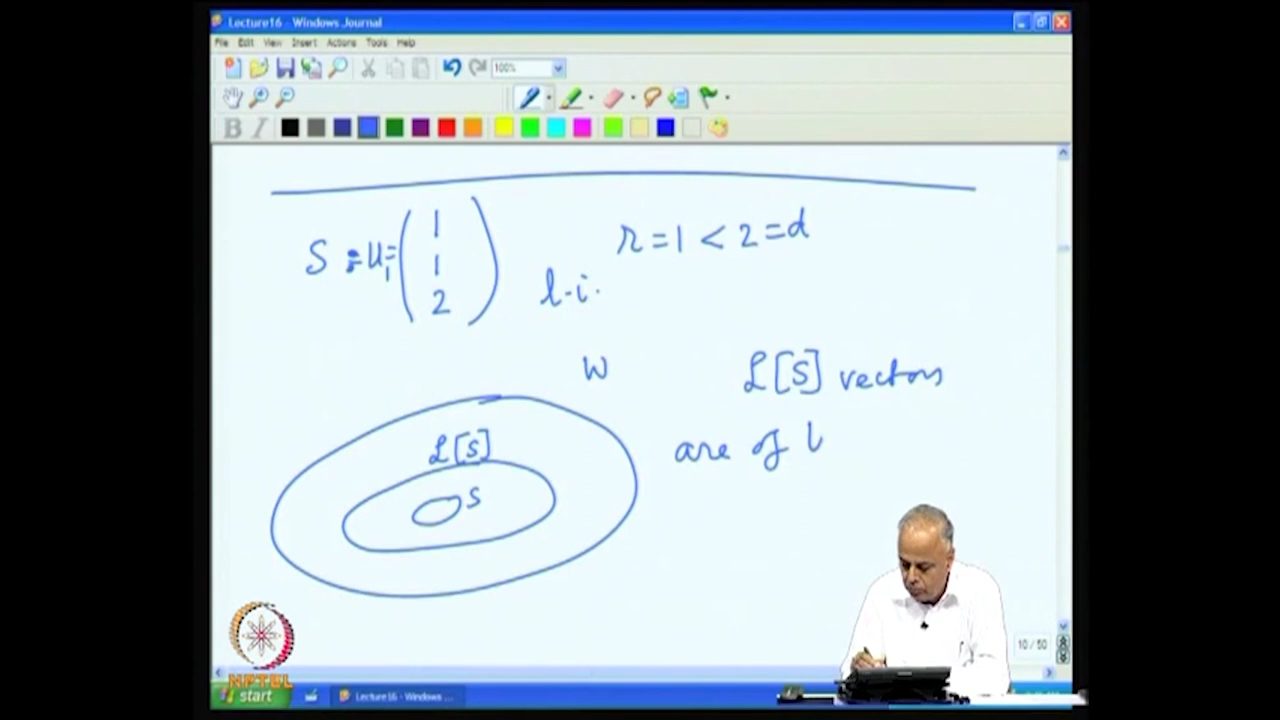 Lecture16 - Windows Journal
File Edit View Insert Actions Tools Help
100%
B I
S = u₁ = ( 1 1 2 ) l.i. r = 1 < 2 = d
W
ℒ[S] vectors
are of l
ℒ[S]
S
10 / 50
NPTEL
start Lecture16 - Windows ...